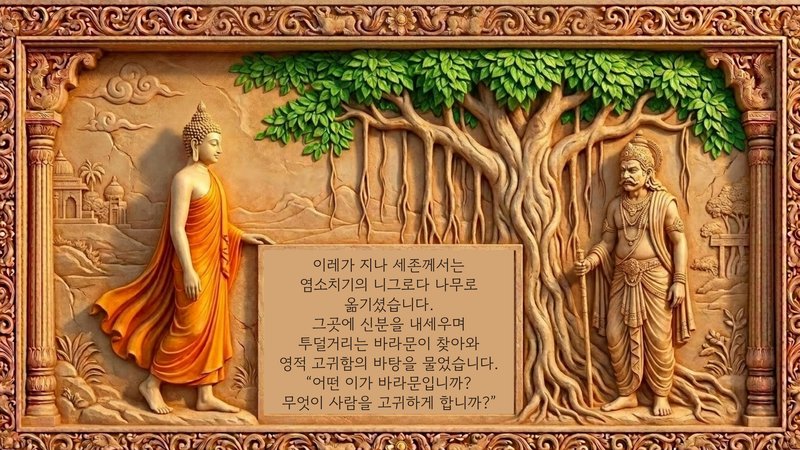 이레가 지나 세존께서는
염소치기의 니그로다 나무로
옮기셨습니다.
그곳에 신분을 내세우며
투덜거리는 바라문이 찾아와
영적 고귀함의 바탕을 물었습니다.
“어떤 이가 바라문입니까?
무엇이 사람을 고귀하게 합니까?”